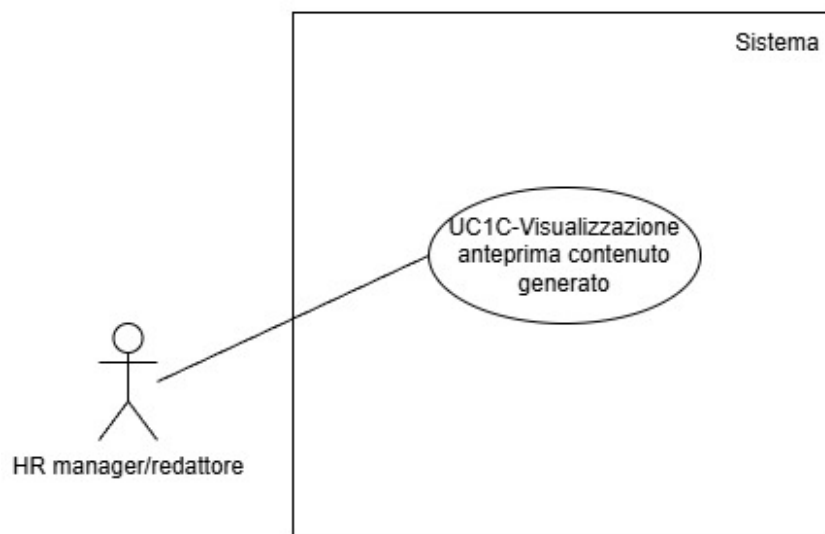 Sistema
UC1C-Visualizzazione
anteprima contenuto
generato
HR manager/redattore